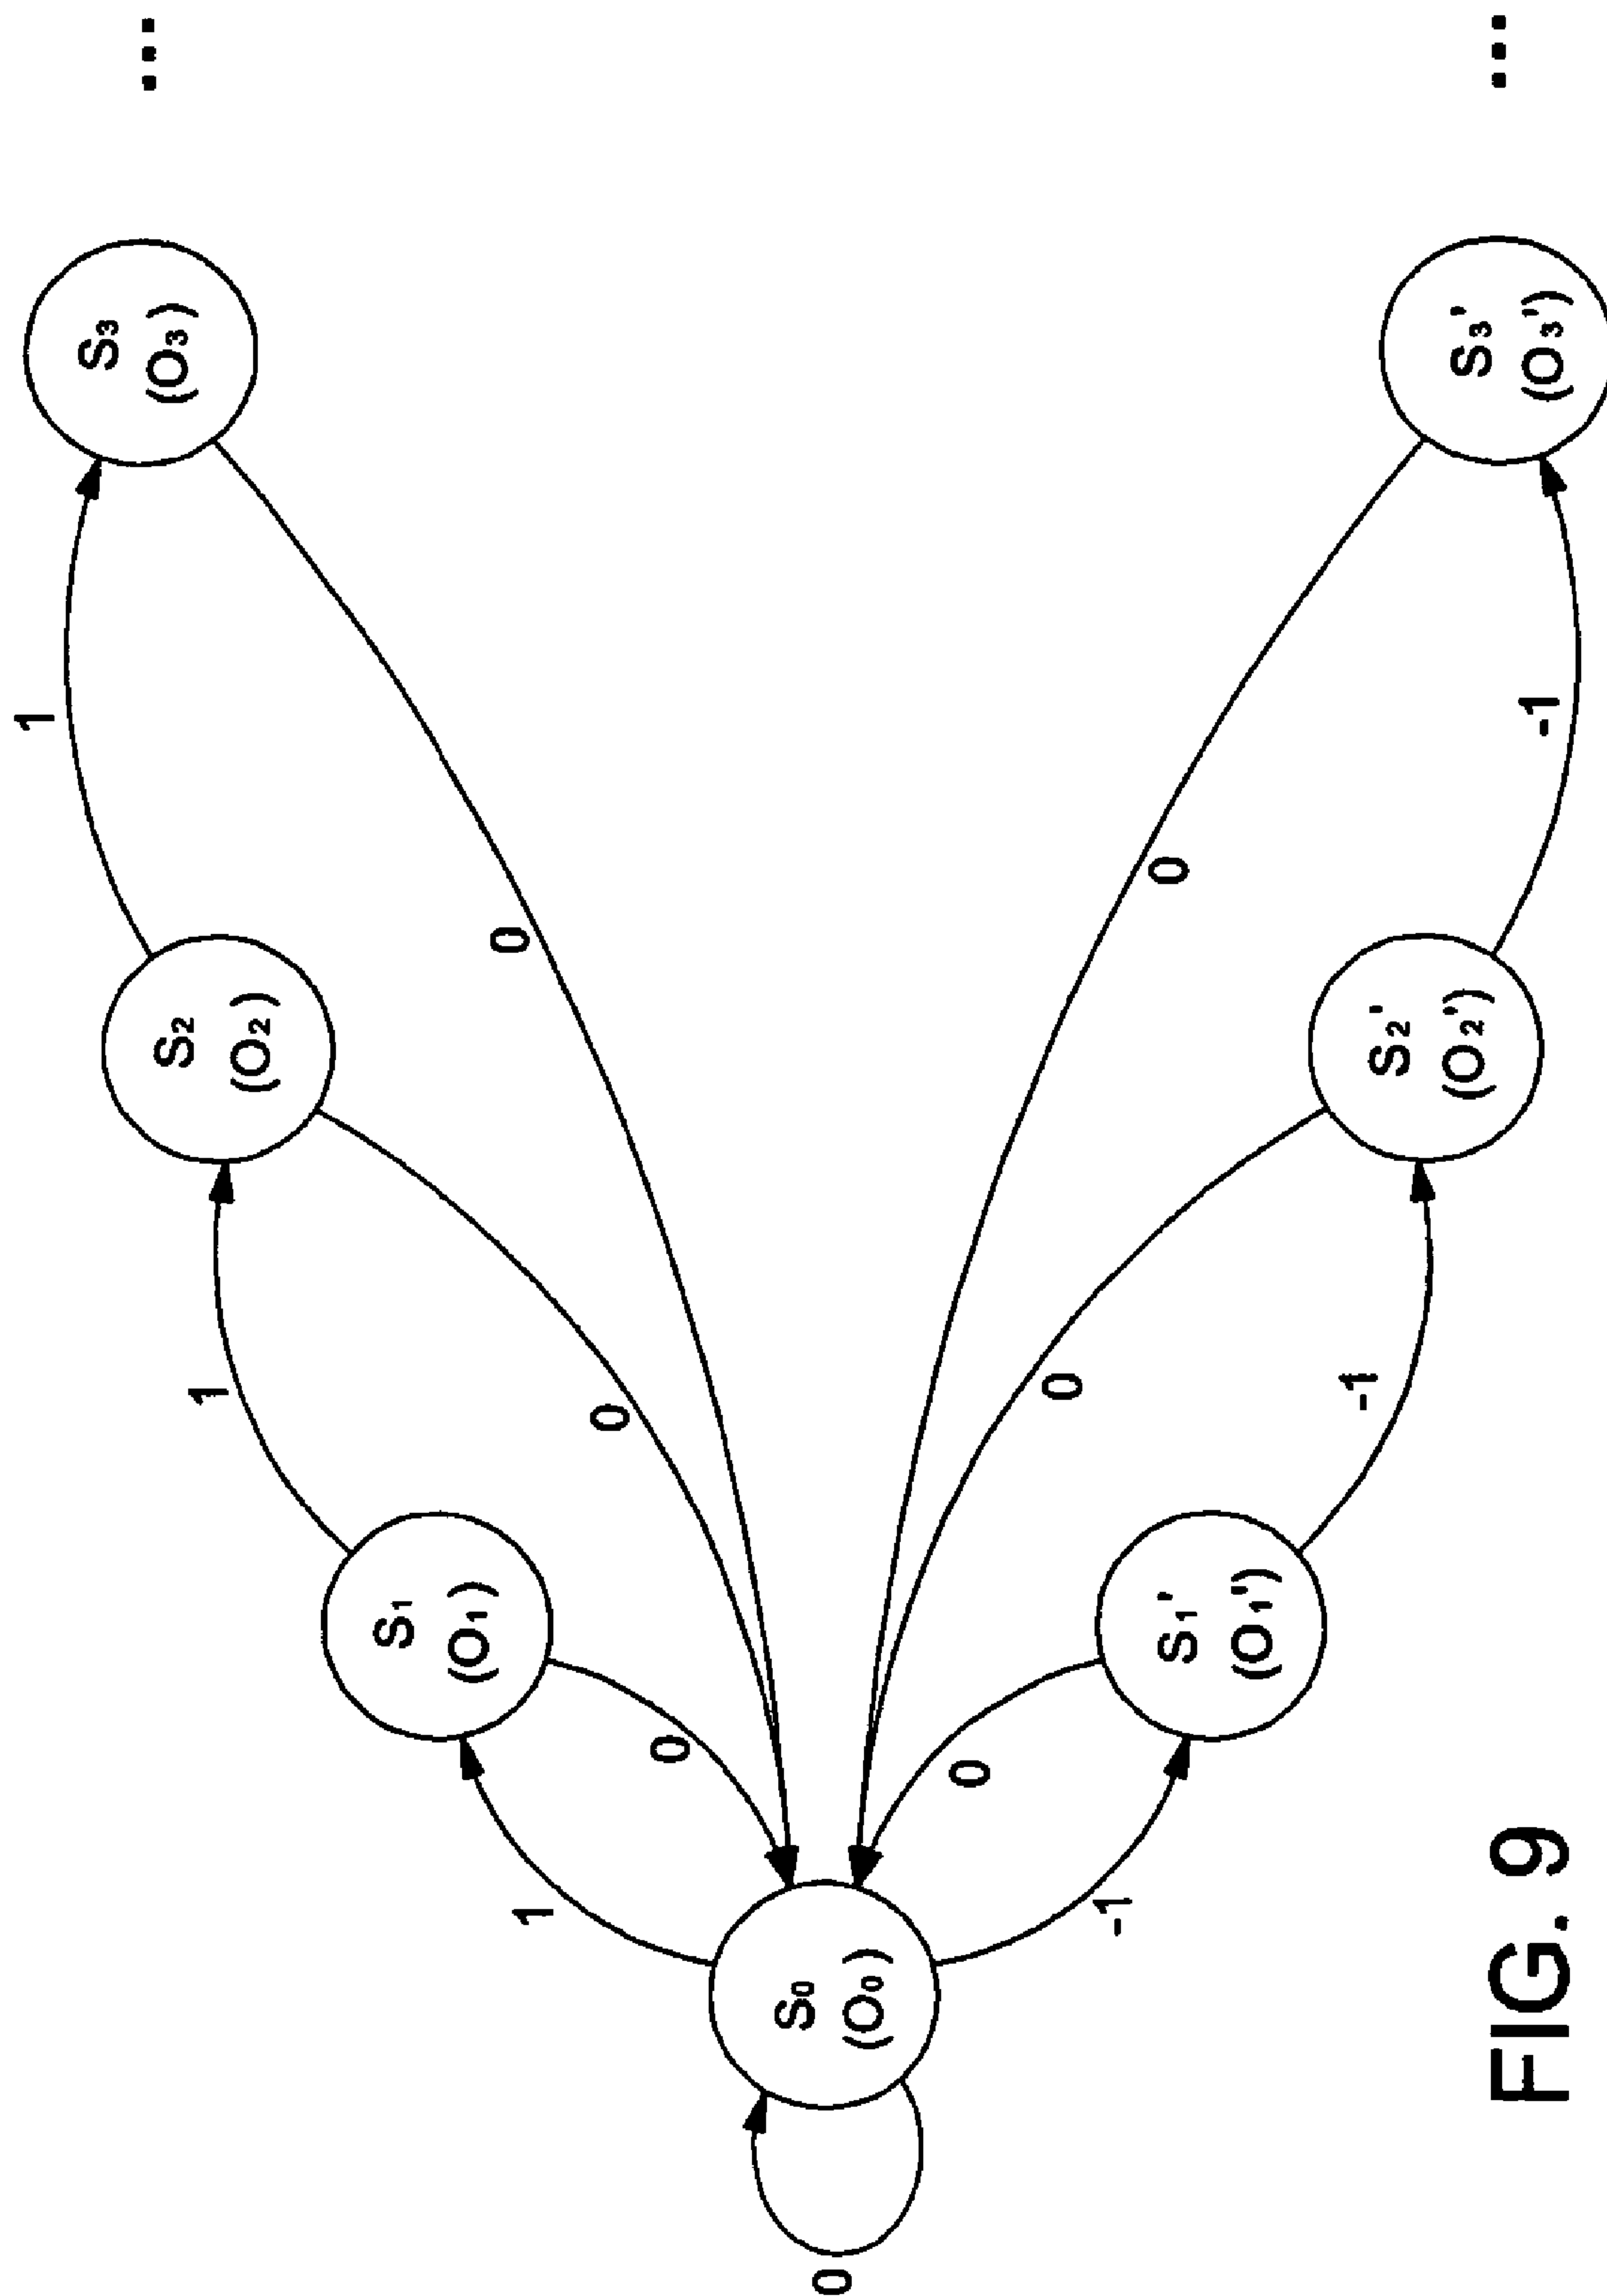 ...
...
1
S₃
(O₃)
S₂
(O₂)
1
0
S₁
(O₁)
1
0
0
S₀
(O₀)
0
0
0
0
-1
S₁'
(O₁')
-1
S₂'
(O₂')
-1
S₃'
(O₃')
FIG. 9